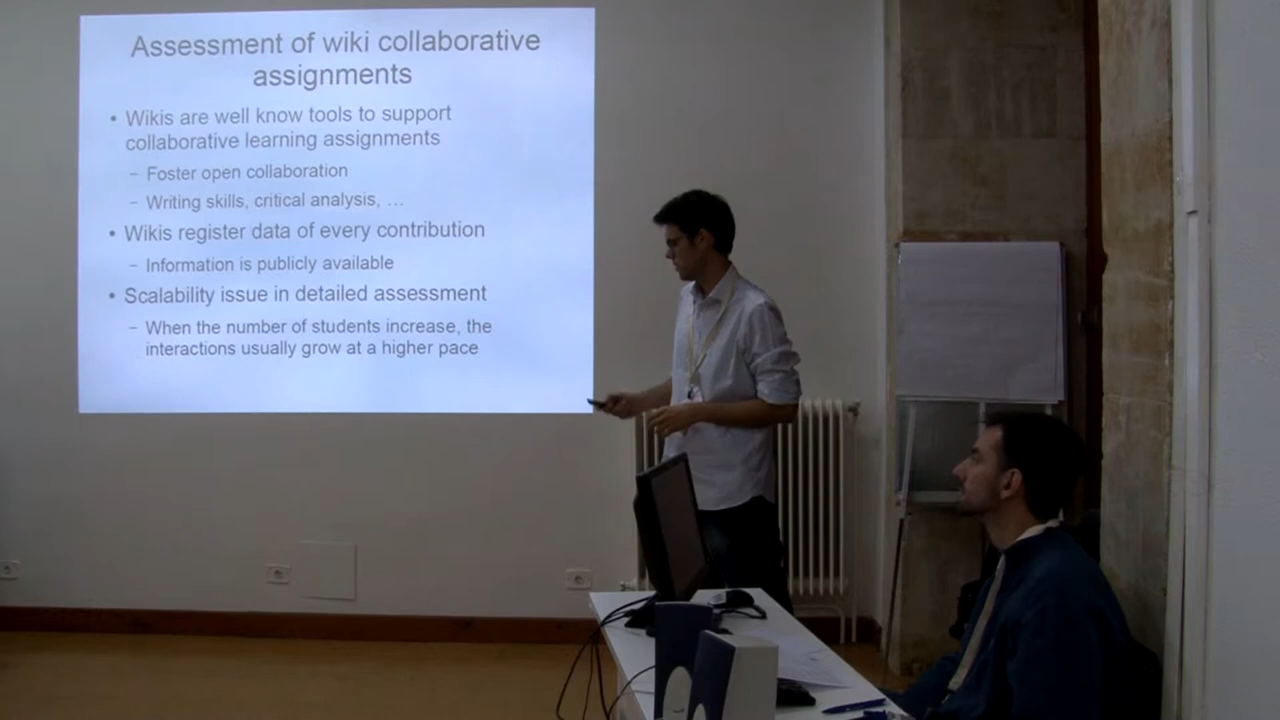 Assessment of wiki collaborative
assignments
• Wikis are well know tools to support
collaborative learning assignments
– Foster open collaboration
– Writing skills, critical analysis, …
• Wikis register data of every contribution
– Information is publicly available
• Scalability issue in detailed assessment
– When the number of students increase, the
interactions usually grow at a higher pace